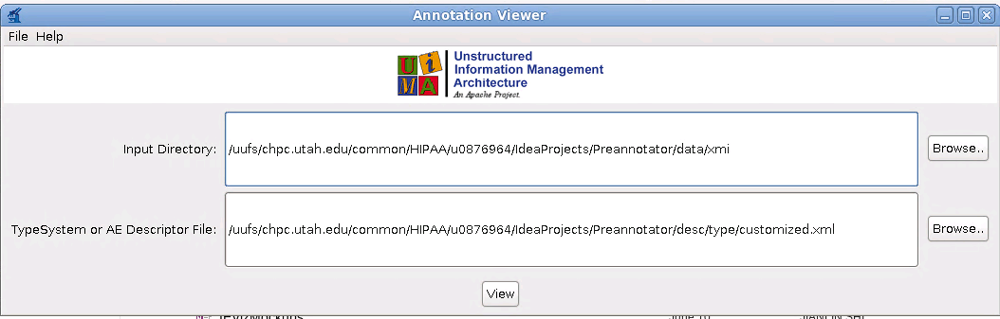 Annotation Viewer
File Help
UIMA
Unstructured
Information Management
Architecture
An Apache Project.
Input Directory: /uufs/chpc.utah.edu/common/HIPAA/u0876964/IdeaProjects/Preannotator/data/xmi Browse..
TypeSystem or AE Descriptor File: /uufs/chpc.utah.edu/common/HIPAA/u0876964/IdeaProjects/Preannotator/desc/type/customized.xml Browse..
View